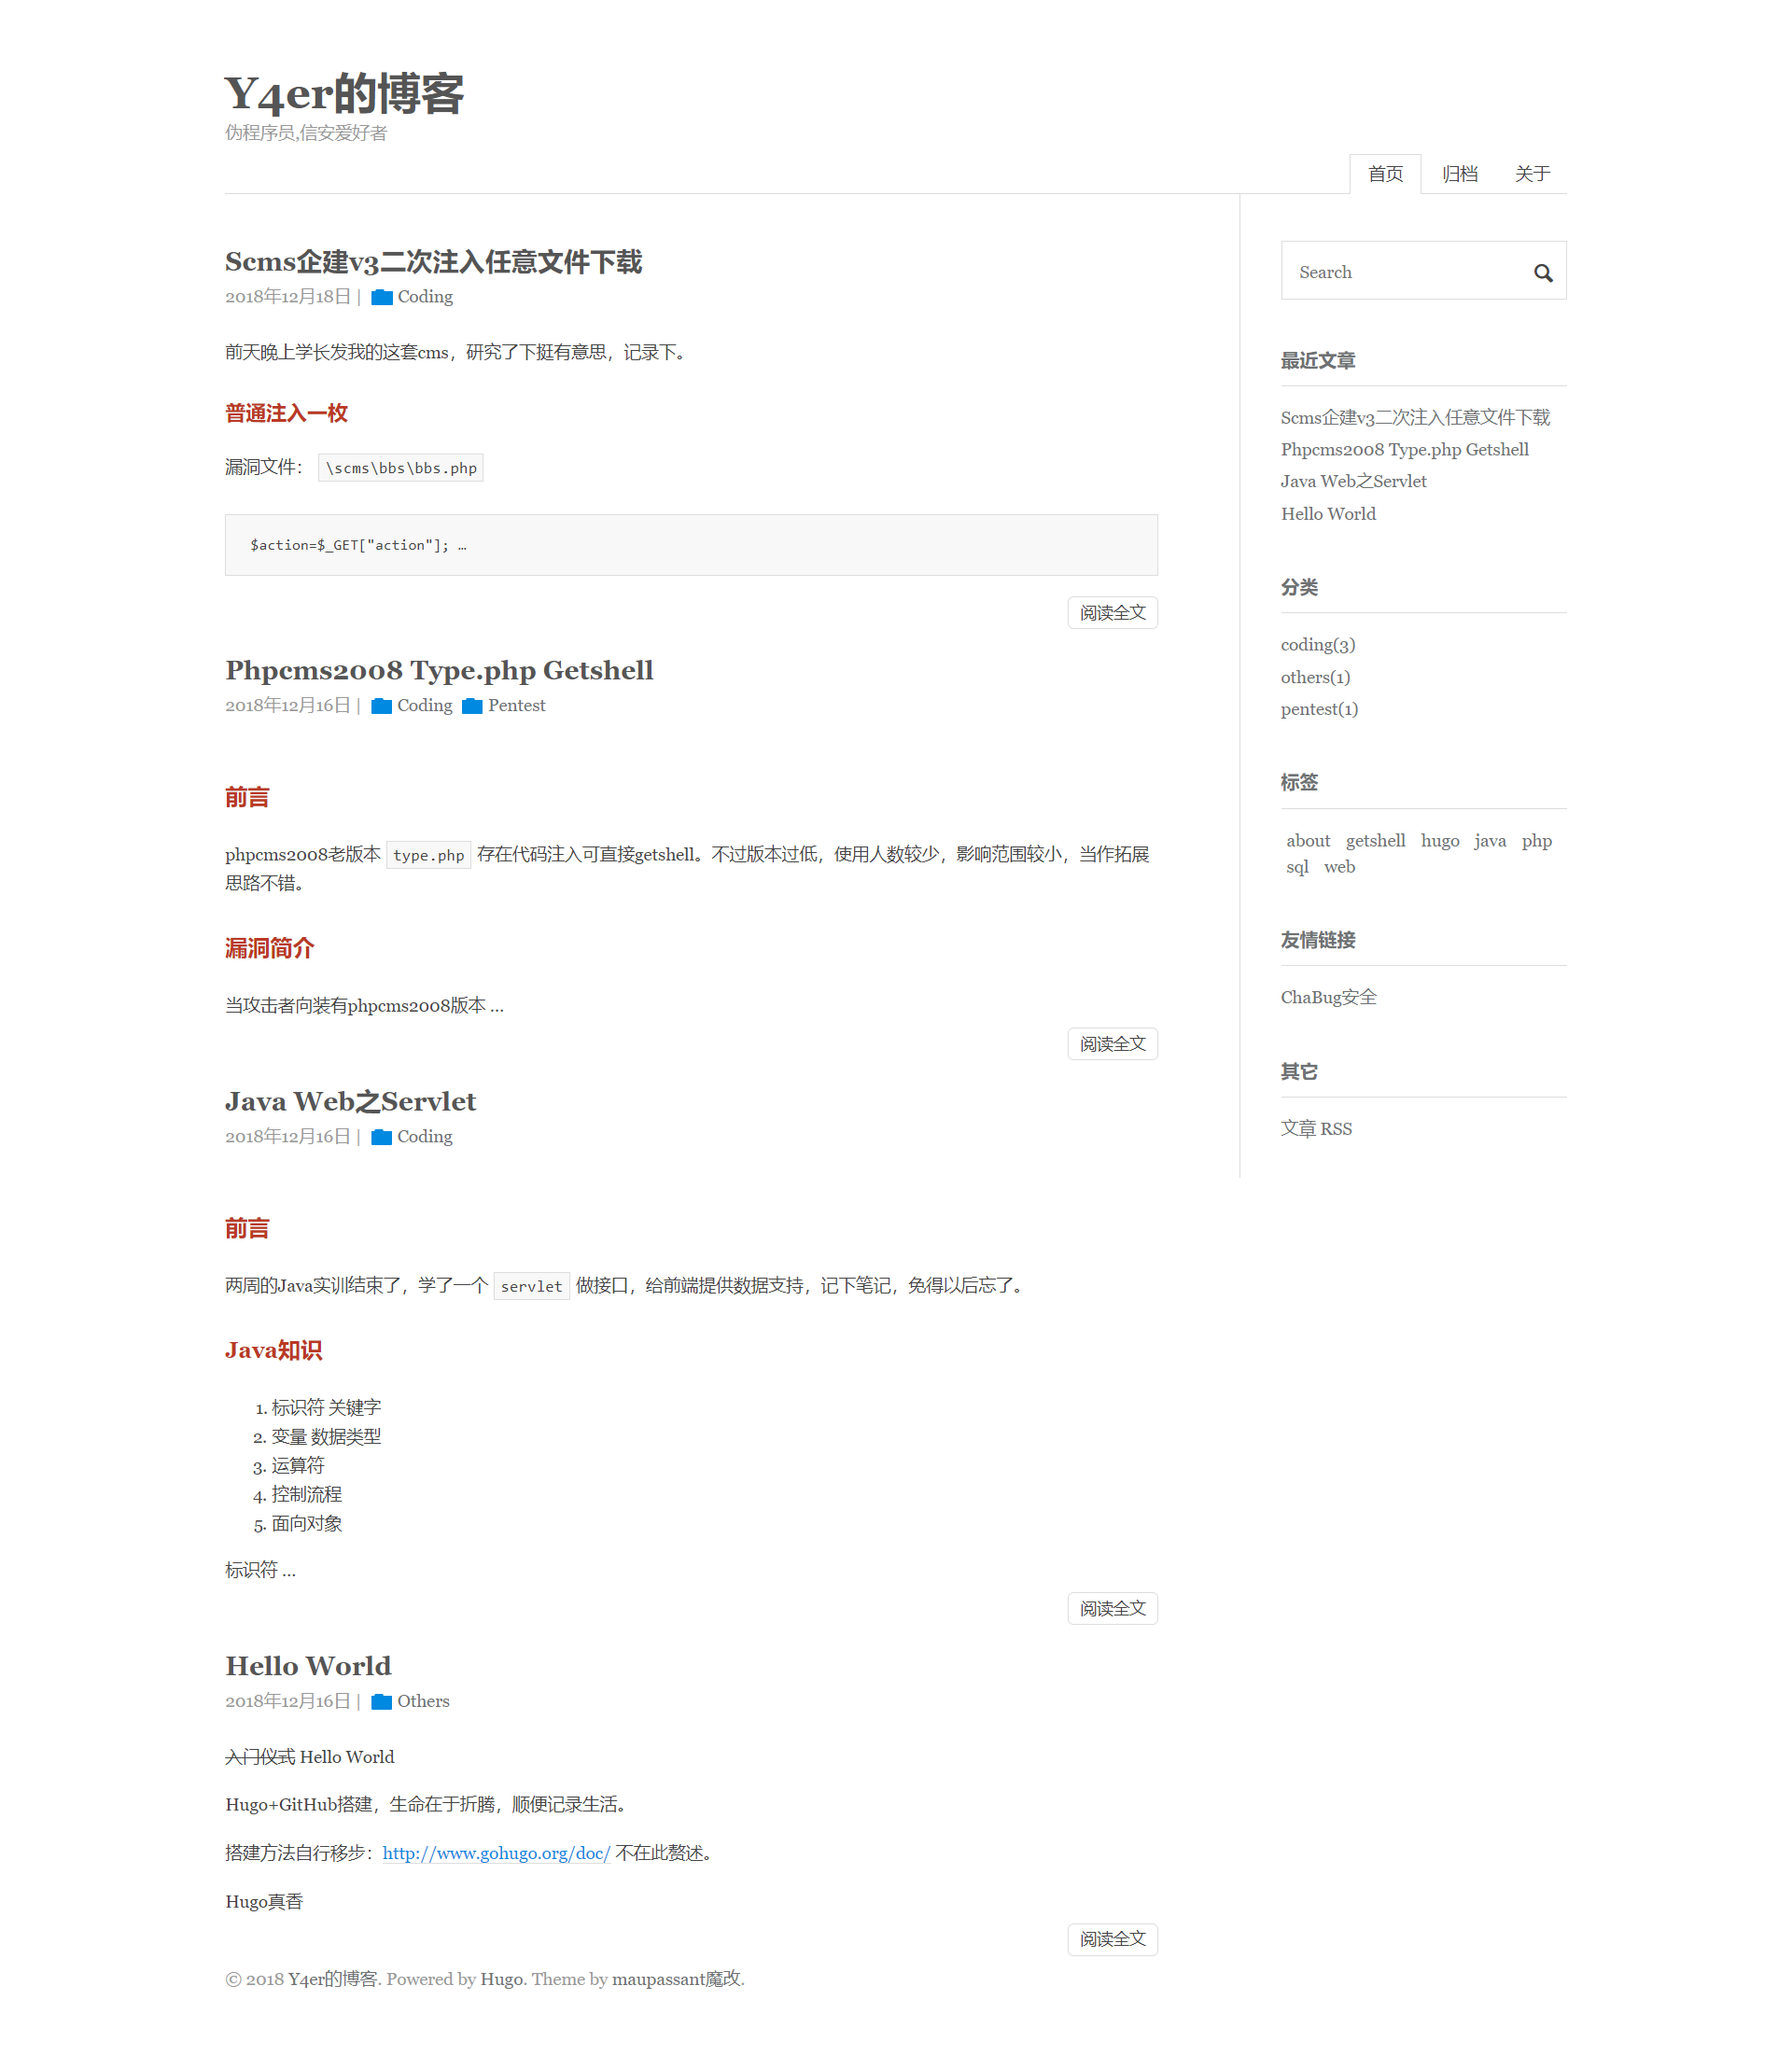 Y4er的博客
伪程序员,信安爱好者
首页 归档 关于
Scms企建v3二次注入任意文件下载
2018年12月18日 | Coding
前天晚上学长发我的这套cms，研究了下挺有意思，记录下。
普通注入一枚
漏洞文件： \scms\bbs\bbs.php
$action=$_GET["action"]; …
阅读全文
Phpcms2008 Type.php Getshell
2018年12月16日 | Coding Pentest
前言
phpcms2008老版本 type.php 存在代码注入可直接getshell。不过版本过低，使用人数较少，影响范围较小，当作拓展
思路不错。
漏洞简介
当攻击者向装有phpcms2008版本 …
阅读全文
Java Web之Servlet
2018年12月16日 | Coding
前言
两周的Java实训结束了，学了一个 servlet 做接口，给前端提供数据支持，记下笔记，免得以后忘了。
Java知识
1. 标识符 关键字
2. 变量 数据类型
3. 运算符
4. 控制流程
5. 面向对象
标识符 …
阅读全文
Hello World
2018年12月16日 | Others
入门仪式 Hello World
Hugo+GitHub搭建，生命在于折腾，顺便记录生活。
搭建方法自行移步：http://www.gohugo.org/doc/ 不在此赘述。
Hugo真香
阅读全文
Search
最近文章
Scms企建v3二次注入任意文件下载
Phpcms2008 Type.php Getshell
Java Web之Servlet
Hello World
分类
coding(3)
others(1)
pentest(1)
标签
about getshell hugo java php
sql web
友情链接
ChaBug安全
其它
文章 RSS
© 2018 Y4er的博客. Powered by Hugo. Theme by maupassant魔改.